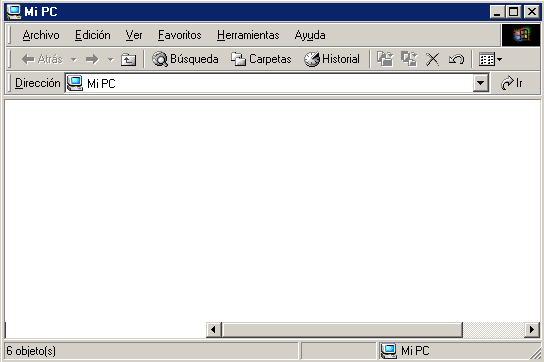 Mi PC
Archivo Edición Ver Favoritos Herramientas Ayuda
Atrás Búsqueda Carpetas Historial
Dirección Mi PC Ir
6 objeto(s) Mi PC